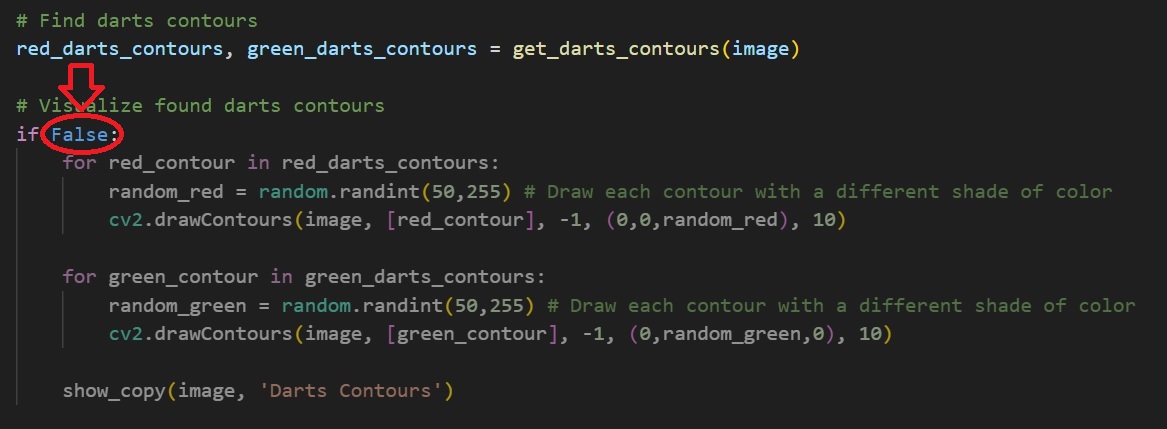 # Find darts contours
red_darts_contours, green_darts_contours = get_darts_contours(image)
# Visualize found darts contours
if False:
for red_contour in red_darts_contours:
random_red = random.randint(50,255) # Draw each contour with a different shade of color
cv2.drawContours(image, [red_contour], -1, (0,0,random_red), 10)
for green_contour in green_darts_contours:
random_green = random.randint(50,255) # Draw each contour with a different shade of color
cv2.drawContours(image, [green_contour], -1, (0,random_green,0), 10)
show_copy(image, 'Darts Contours')